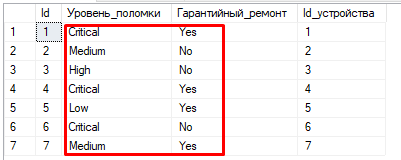 Id Уровень_поломки Гарантийный_ремонт Id_устройства
1 1 Critical Yes 1
2 2 Medium No 2
3 3 High No 3
4 4 Critical Yes 4
5 5 Low Yes 5
6 6 Critical No 6
7 7 Medium Yes 7